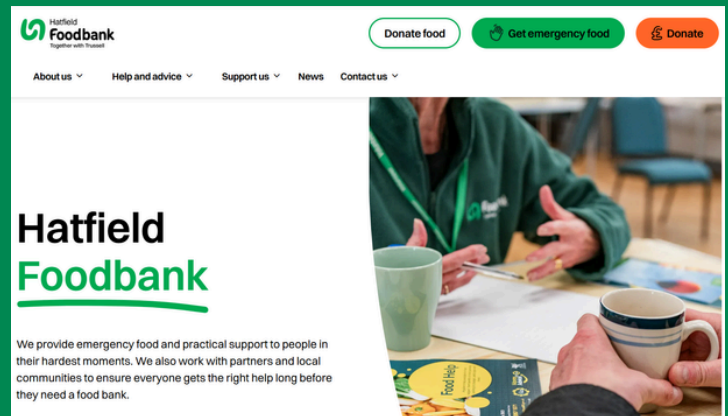 Hatfield
Foodbank
Together with Trussell
Donate food
Get emergency food
Donate
About us
Help and advice
Support us
News
Contact us
Hatfield
Foodbank
We provide emergency food and practical support to people in
their hardest moments. We also work with partners and local
communities to ensure everyone gets the right help long before
they need a food bank.
Food Help